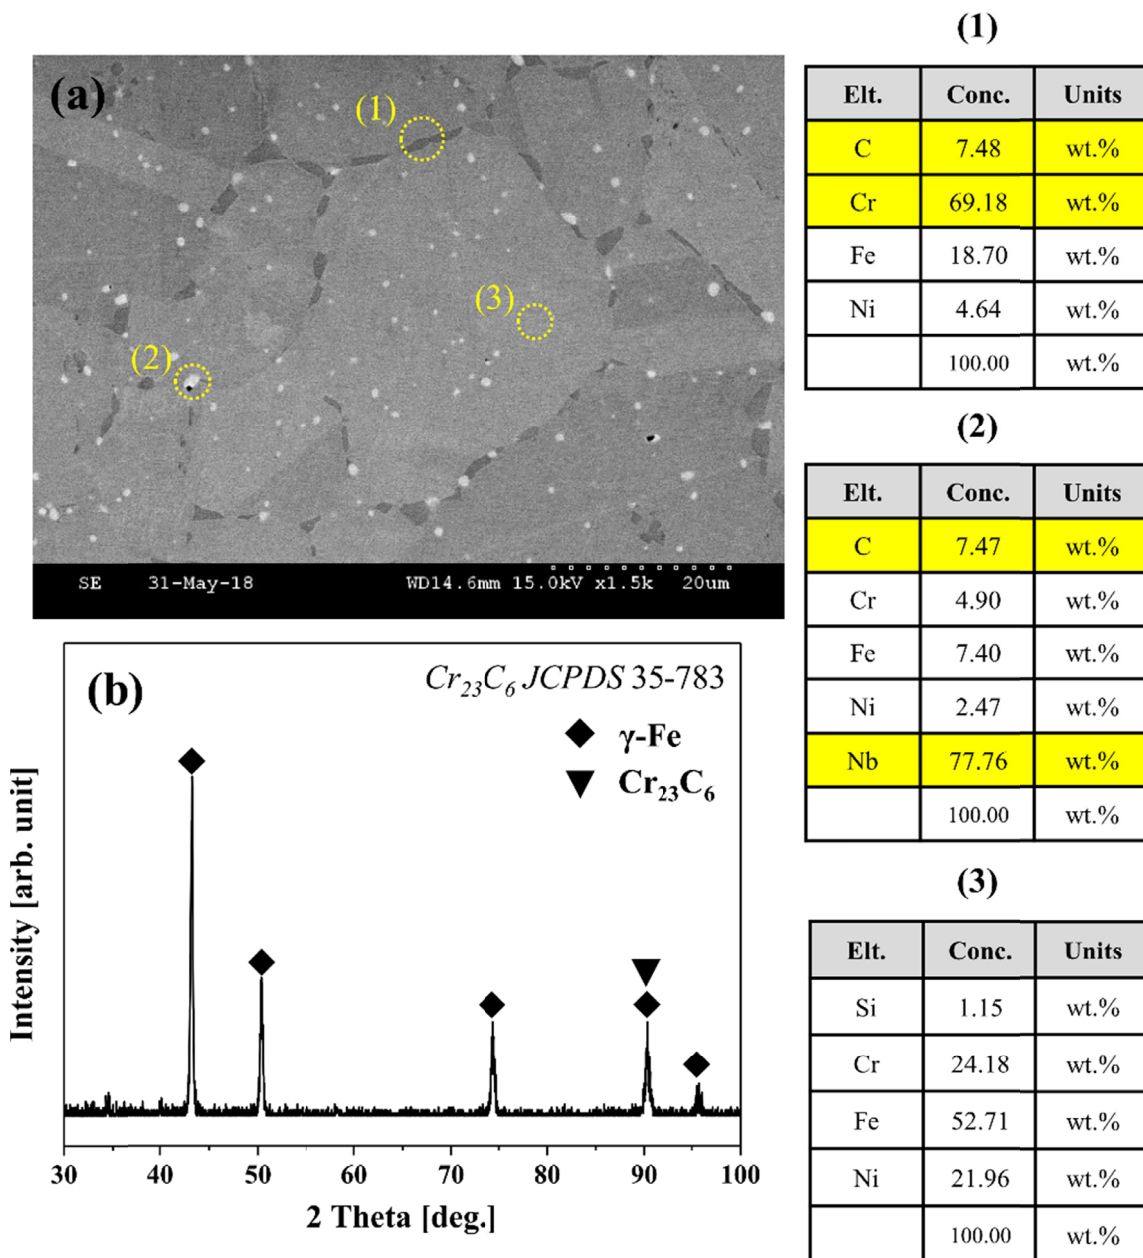 (a)
(1)
(2)
(3)
SE 31-May-18 WD14.6mm 15.0kV x1.5k 20um
(b)
Cr23C6 JCPDS 35-783
γ-Fe
Cr23C6
Intensity [arb. unit]
30 40 50 60 70 80 90 100
2 Theta [deg.]
(1)
Elt. Conc. Units
C 7.48 wt.%
Cr 69.18 wt.%
Fe 18.70 wt.%
Ni 4.64 wt.%
100.00 wt.%
(2)
Elt. Conc. Units
C 7.47 wt.%
Cr 4.90 wt.%
Fe 7.40 wt.%
Ni 2.47 wt.%
Nb 77.76 wt.%
100.00 wt.%
(3)
Elt. Conc. Units
Si 1.15 wt.%
Cr 24.18 wt.%
Fe 52.71 wt.%
Ni 21.96 wt.%
100.00 wt.%